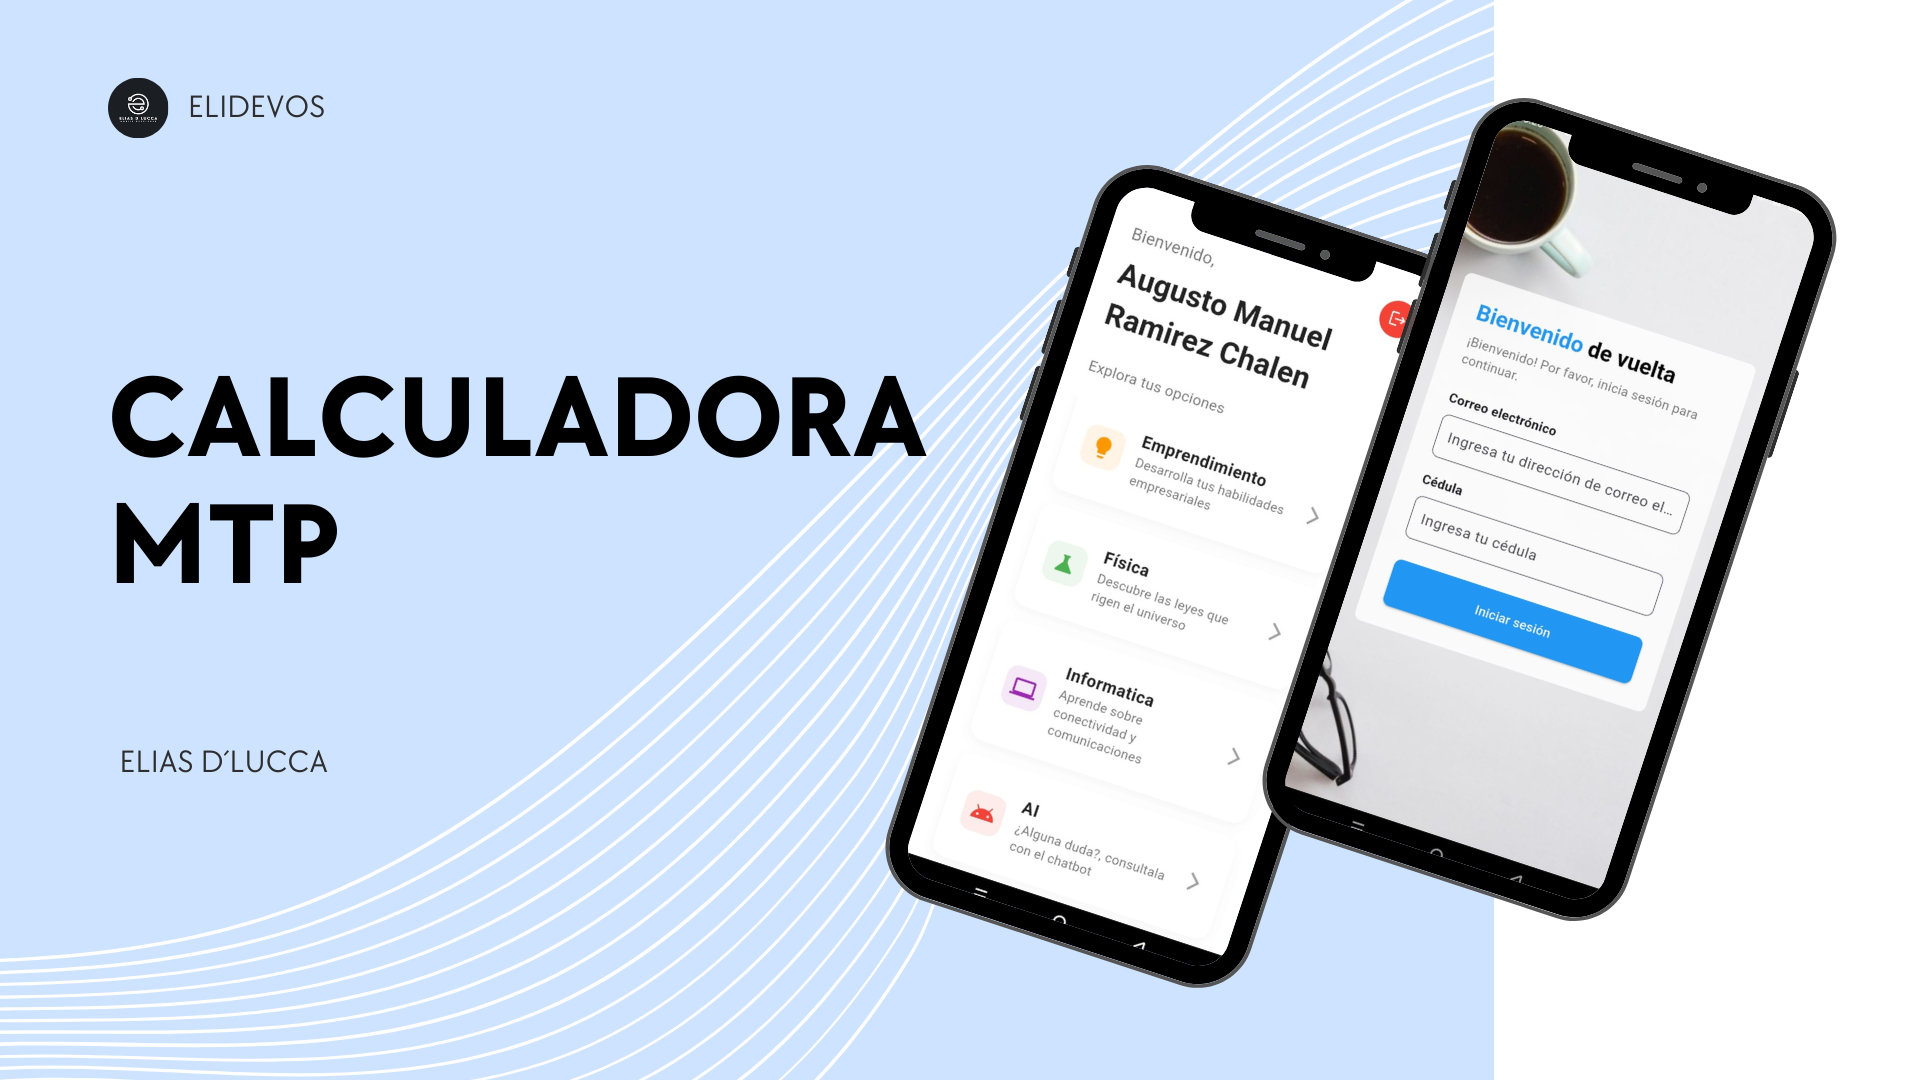 ELIAS D LUCCA
ELIDEVOS
CALCULADORA
MTP
ELIAS D´LUCCA
Bienvenido,
Augusto Manuel
Ramirez Chalen
Explora tus opciones
Emprendimiento
Desarrolla tus habilidades
empresariales
Física
Descubre las leyes que
rigen el universo
Informatica
Aprende sobre
conectividad y
comunicaciones
AI
¿Alguna duda?, consultala
con el chatbot
Bienvenido de vuelta
¡Bienvenido! Por favor, inicia sesión para
continuar.
Correo electrónico
Ingresa tu dirección de correo el...
Cédula
Ingresa tu cédula
Iniciar sesión